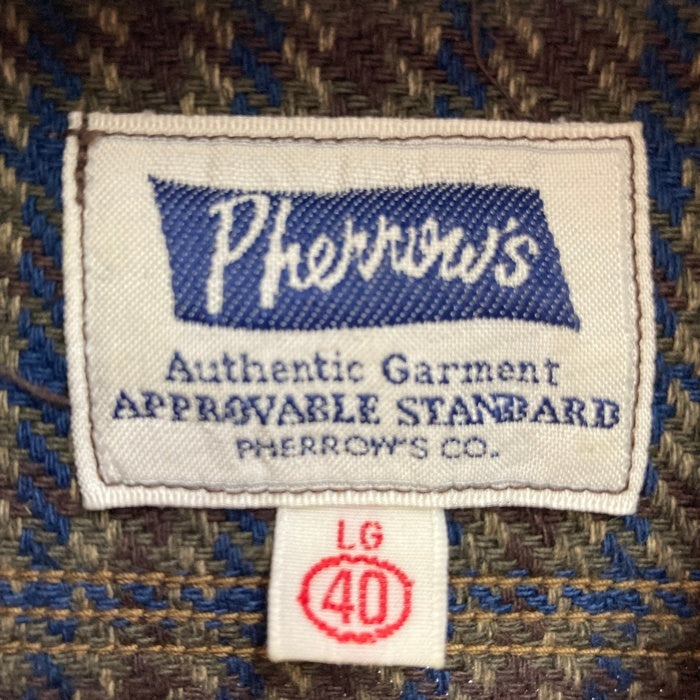 Pherrow's
Authentic Garment
APPROVABLE STANDARD
PHERROW'S CO.
LG
40